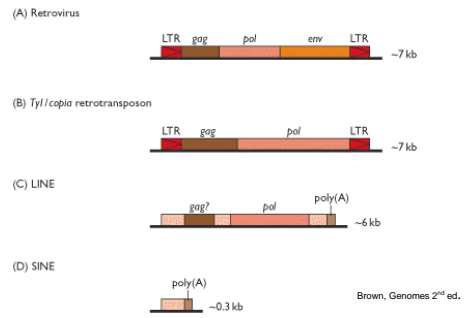 (A) Retrovirus
LTR gag pol env LTR
~7 kb
(B) Tyl/copia retrotransposon
LTR gag pol LTR
~7 kb
(C) LINE
gag? pol poly(A)
~6 kb
(D) SINE
poly(A)
~0.3 kb
Brown, Genomes 2nd ed.